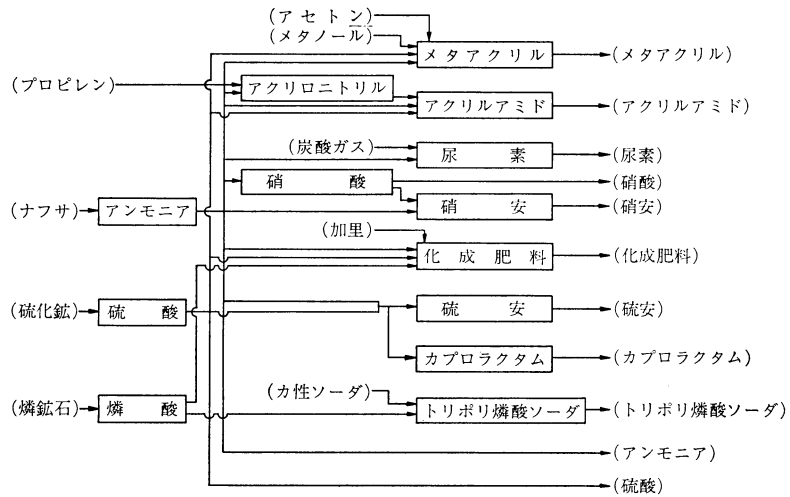 (アセトン)
(メタノール)
メタアクリル
(メタアクリル)
(プロピレン)
アクリロニトリル
アクリルアミド
(アクリルアミド)
(炭酸ガス)
尿素
(尿素)
硝酸
(硝酸)
(ナフサ)
アンモニア
硝安
(硝安)
(加里)
化成肥料
(化成肥料)
(硫化鉱)
硫酸
硫安
(硫安)
カプロラクタム
(カプロラクタム)
(燐鉱石)
燐酸
(カ性ソーダ)
トリポリ燐酸ソーダ
(トリポリ燐酸ソーダ)
(アンモニア)
(硫酸)